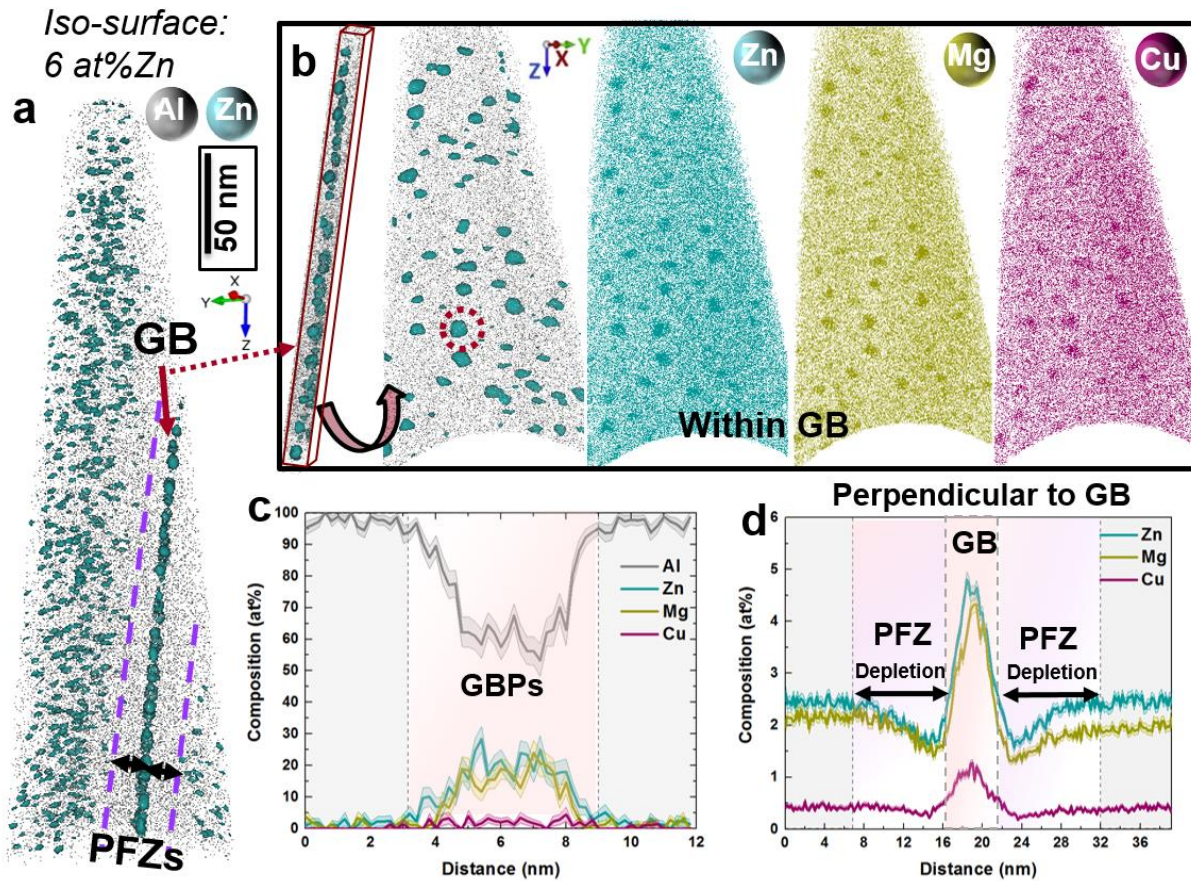 Iso-surface:
6 at%Zn
a
Al
Zn
50 nm
X
Y
Z
GB
PFZs
b
X
Y
Z
Zn
Mg
Cu
Within GB
c
Composition (at%)
100
90
80
70
60
50
40
30
20
10
0
Al
Zn
Mg
Cu
GBPs
0 2 4 6 8 10 12
Distance (nm)
Perpendicular to GB
d
Composition (at%)
6
5
4
3
2
1
0
GB
Zn
Mg
Cu
PFZ
Depletion
PFZ
Depletion
0 4 8 12 16 20 24 28 32 36
Distance (nm)